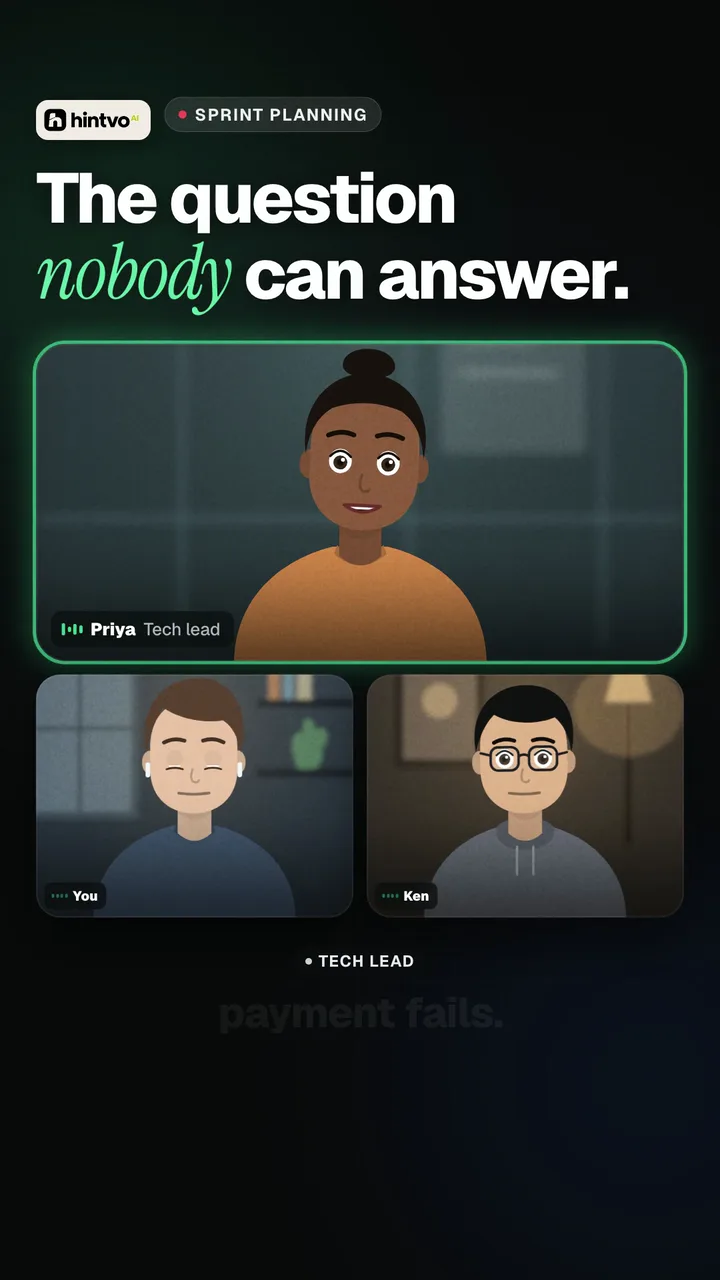 hintvo AI
SPRINT PLANNING
The question
nobody can answer.
Priya Tech lead
You
Ken
TECH LEAD
payment fails.